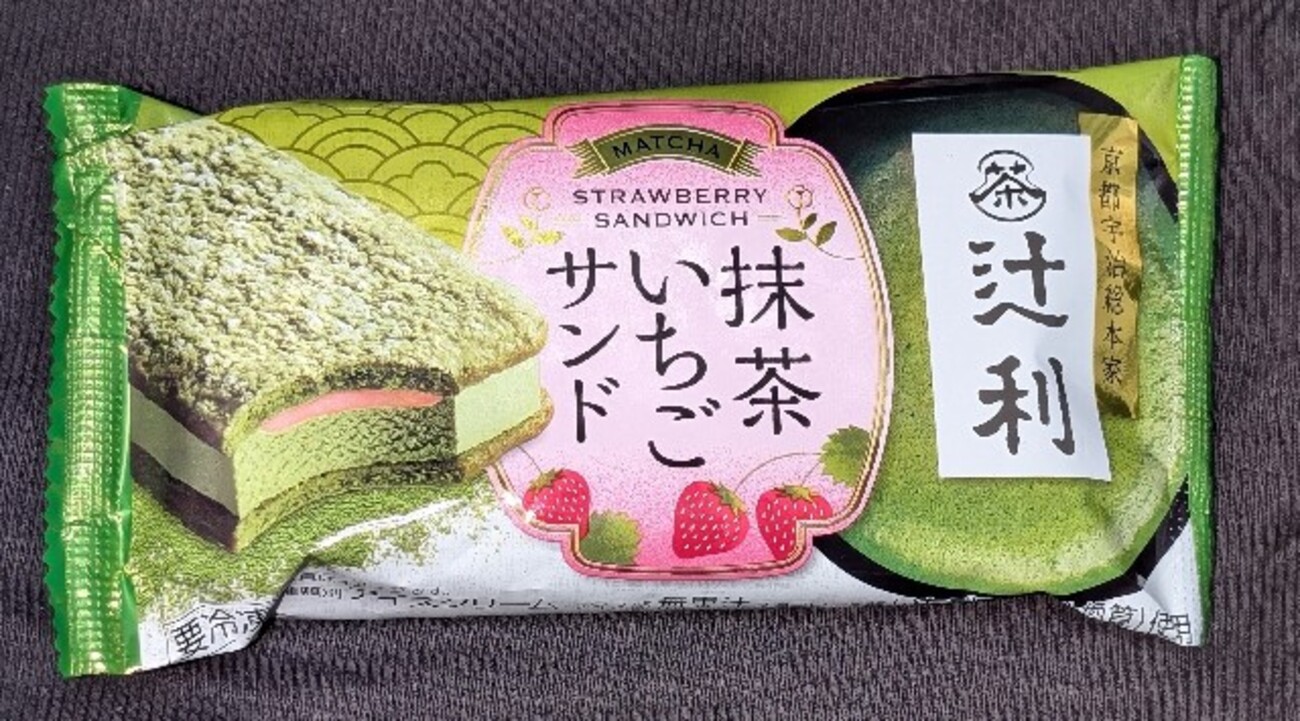 MATCHA
STRAWBERRY
SANDWICH
抹茶
いちご
サンド
京都宇治総本家
茶
辻利
要冷凍